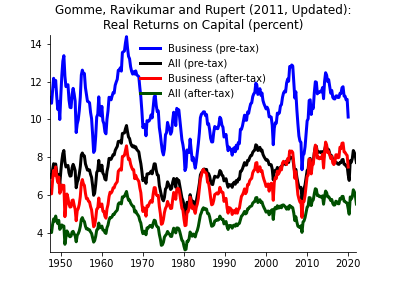 Gomme, Ravikumar and Rupert (2011, Updated):
Real Returns on Capital (percent)
14
12
10
8
6
4
Business (pre-tax)
All (pre-tax)
Business (after-tax)
All (after-tax)
1950 1960 1970 1980 1990 2000 2010 2020